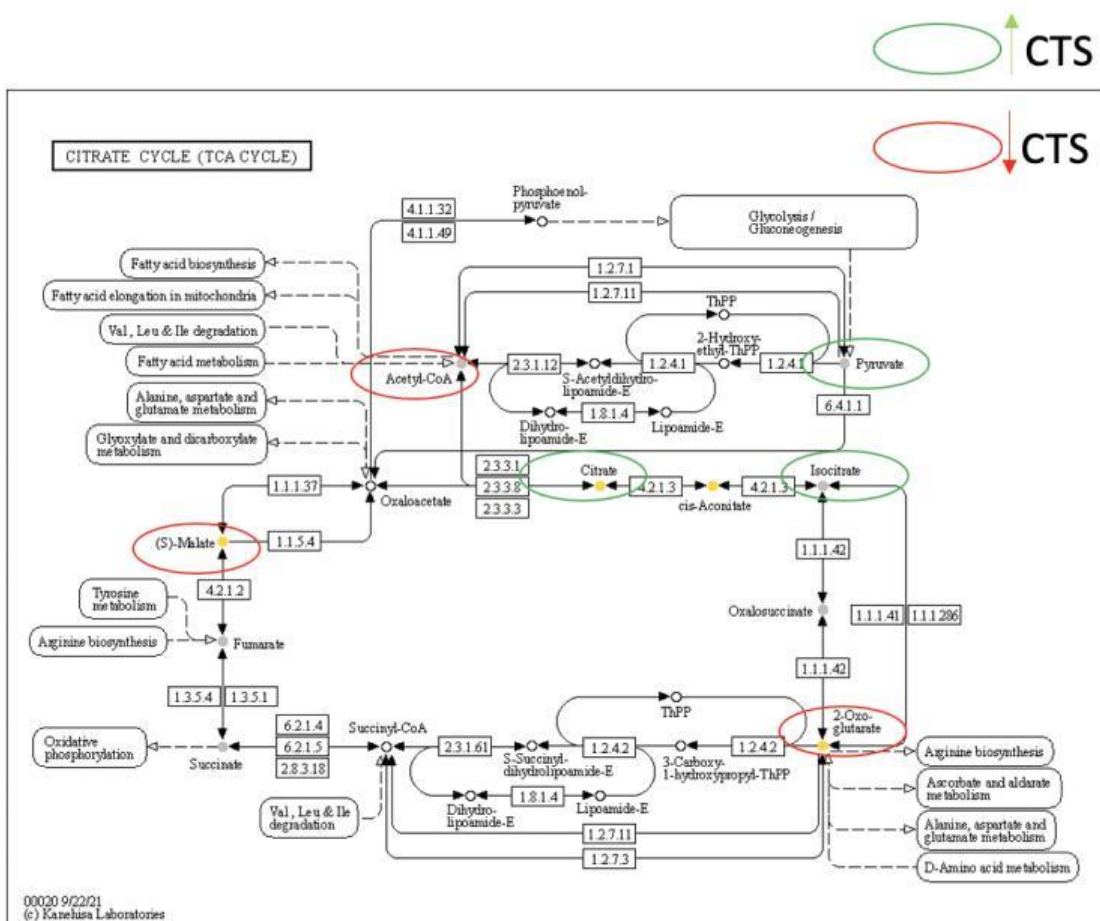 CTS
CTS
CITRATE CYCLE (TCA CYCLE)
Phosphoenol-
pyruvate
4.1.1.32
4.1.1.49
Glycolysis /
Gluconeogenesis
Fatty acid biosynthesis
Fatty acid elongation in mitochondria
Val, Leu & Ile degradation
Fatty acid metabolism
Alanine, aspartate and
glutamate metabolism
Glyoxylate and dicarboxylate
metabolism
1.2.7.1
1.2.7.11
ThPP
2-Hydroxy-
ethyl-ThPP
Acetyl-CoA
2.3.1.12
1.2.4.1
1.2.4.1
Pyruvate
S-Acetyldihydro-
lipoamide-E
6.4.1.1
1.8.1.4
Dihydro-
lipoamide-E
Lipoamide-E
2.3.3.1
2.3.3.8
2.3.3.3
Citrate
4.2.1.3
cis-Aconitate
4.2.1.3
Isocitrate
1.1.1.37
Oxaloacetate
(S)-Malate
1.1.5.4
1.1.1.42
4.2.1.2
Tyrosine
metabolism
Arginine biosynthesis
Fumarate
Oxalosuccinate
1.1.1.41
1.1.1.286
1.1.1.42
1.3.5.4
1.3.5.1
ThPP
2-Oxo-
glutarate
Oxidative
phosphorylation
Succinate
6.2.1.4
6.2.1.5
2.8.3.18
Succinyl-CoA
2.3.1.61
1.2.4.2
1.2.4.2
S-Succinyl-
dihydrolipoamide-E
3-Carboxy-
1-hydroxypropyl-ThPP
Arginine biosynthesis
Ascorbate and aldarate
metabolism
Alanine, aspartate and
glutamate metabolism
D-Amino acid metabolism
Val, Leu & Ile
degradation
1.8.1.4
Dihydro-
lipoamide-E
Lipoamide-E
1.2.7.11
1.2.7.3
00020 9/22/21
(c) Kanehisa Laboratories